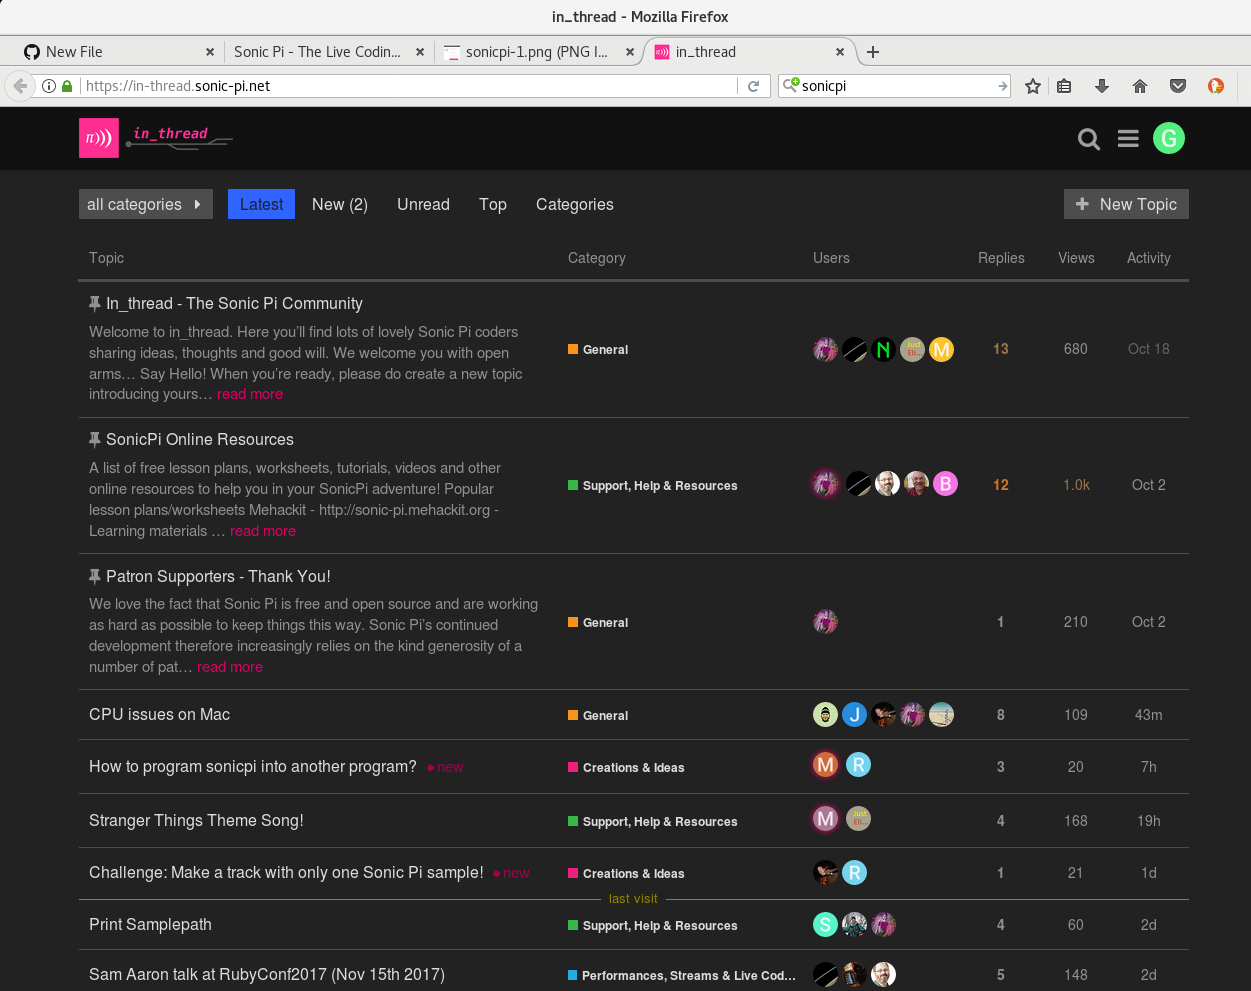 in_thread - Mozilla Firefox
New File
Sonic Pi - The Live Codin...
sonicpi-1.png (PNG I...
in_thread
https://in-thread.sonic-pi.net
sonicpi
π)))
in_thread
G
all categories
Latest
New (2)
Unread
Top
Categories
New Topic
Topic
Category
Users
Replies
Views
Activity
In_thread - The Sonic Pi Community
Welcome to in_thread. Here you’ll find lots of lovely Sonic Pi coders
sharing ideas, thoughts and good will. We welcome you with open
arms… Say Hello! When you’re ready, please do create a new topic
introducing yours… read more
General
N
Just
Eli...
M
13
680
Oct 18
SonicPi Online Resources
A list of free lesson plans, worksheets, tutorials, videos and other
online resources to help you in your SonicPi adventure! Popular
lesson plans/worksheets Mehackit - http://sonic-pi.mehackit.org -
Learning materials … read more
Support, Help & Resources
B
12
1.0k
Oct 2
Patron Supporters - Thank You!
We love the fact that Sonic Pi is free and open source and are working
as hard as possible to keep things this way. Sonic Pi’s continued
development therefore increasingly relies on the kind generosity of a
number of pat… read more
General
1
210
Oct 2
CPU issues on Mac
General
J
8
109
43m
How to program sonicpi into another program? • new
Creations & Ideas
M
R
3
20
7h
Stranger Things Theme Song!
Support, Help & Resources
M
Just
Eli...
4
168
19h
Challenge: Make a track with only one Sonic Pi sample! • new
Creations & Ideas
R
1
21
1d
last visit
Print Samplepath
Support, Help & Resources
S
4
60
2d
Sam Aaron talk at RubyConf2017 (Nov 15th 2017)
Performances, Streams & Live Cod...
5
148
2d